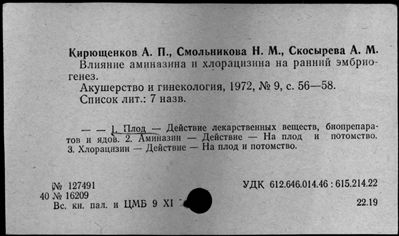 Кирющенков А. П., Смольникова Н. М., Скосырева А. М.
Влияние аминазина и хлорацизина на ранний эмбрио-
генез.
Акушерство и гинекология, 1972, № 9, с. 56—58.
Список лит.: 7 назв.
— — 1. Плод — Действие лекарственных веществ, биопрепара-
тов и ядов. 2. Аминазин — Действие — На плод и потомство.
3. Хлорацизин — Действие — На плод и потомство.
№ 127491
УДК 612.646.014.46 : 615.214.22
40 № 16209
Вс. кн. пал. и ЦМБ 9 XI
22.19